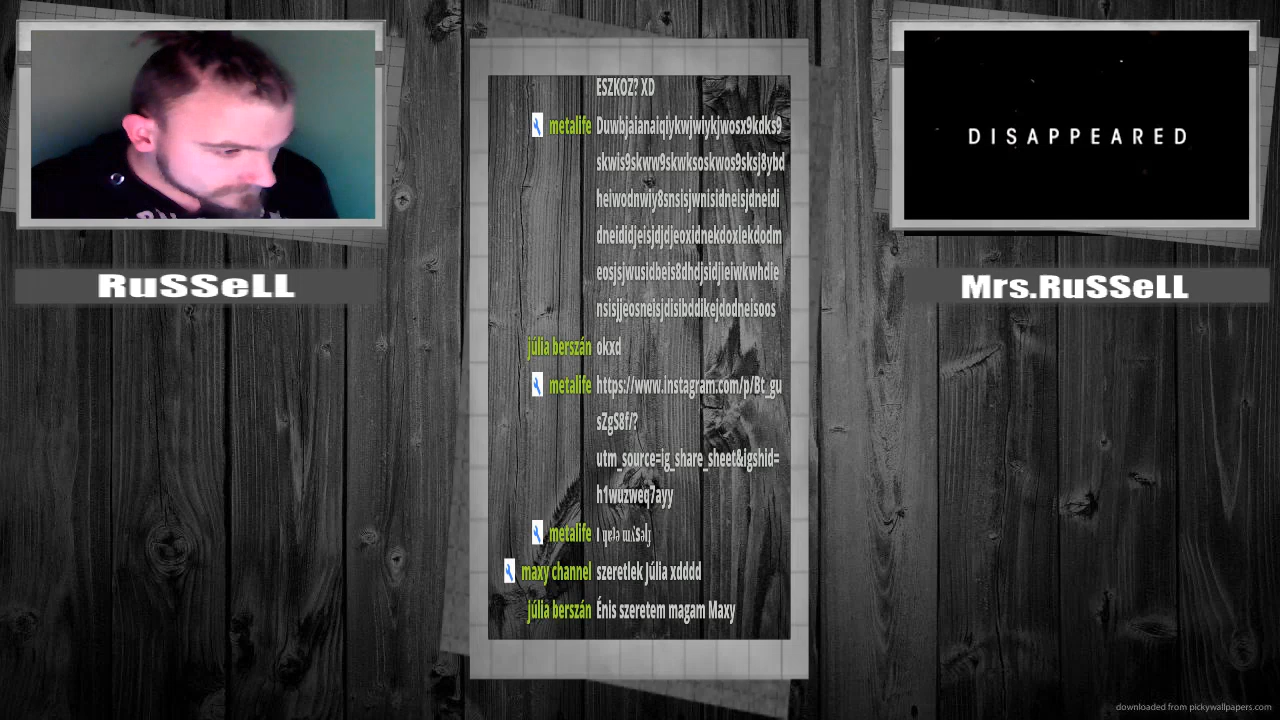 ESZKOZ? XD
metalife Duwbjaianaiqiykwjwiykjwosx9kdks9
skwis9skww9skwksoskwos9sksj8ybd
heiwodnwiy8snsisjwnisidneisjdneidi
dneididjeisjdjdjeoxidnekdoxlekdodm
eosjsjwusidbeis8dhdjsidjieiwkwhdie
nsisjjeosneisjdisibddikejdodneisoos
júlia berszán okxd
metalife https://www.instagram.com/p/Bt_gu
sZgS8f/?
utm_source=ig_share_sheet&igshid=
h1wuzweq7ayy
metalife
maxy channel szeretlek Júlia xdddd
júlia berszán Énis szeretem magam Maxy
RuSSeLL
DISAPPEARED
Mrs.RuSSeLL
downloaded from pickywallpapers.com